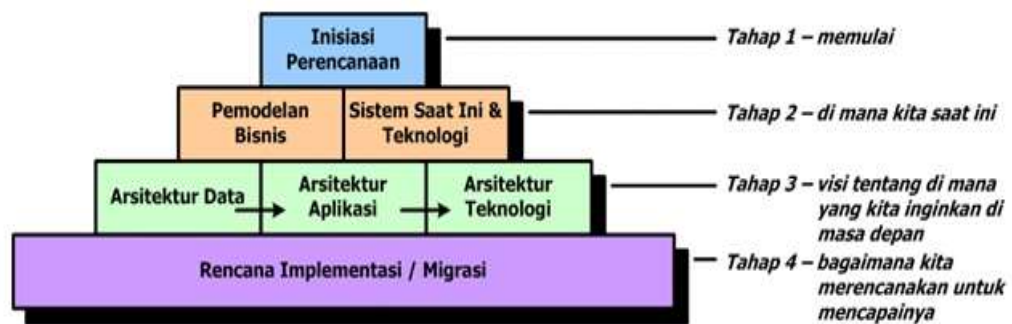 Inisiasi
Perencanaan
Tahap 1 – memulai
Pemodelan
Bisnis
Sistem Saat Ini &
Teknologi
Tahap 2 – di mana kita saat ini
Arsitektur Data
Arsitektur
Aplikasi
Arsitektur
Teknologi
Tahap 3 – visi tentang di mana
yang kita inginkan di
masa depan
Rencana Implementasi / Migrasi
Tahap 4 – bagaimana kita
merencanakan untuk
mencapainya